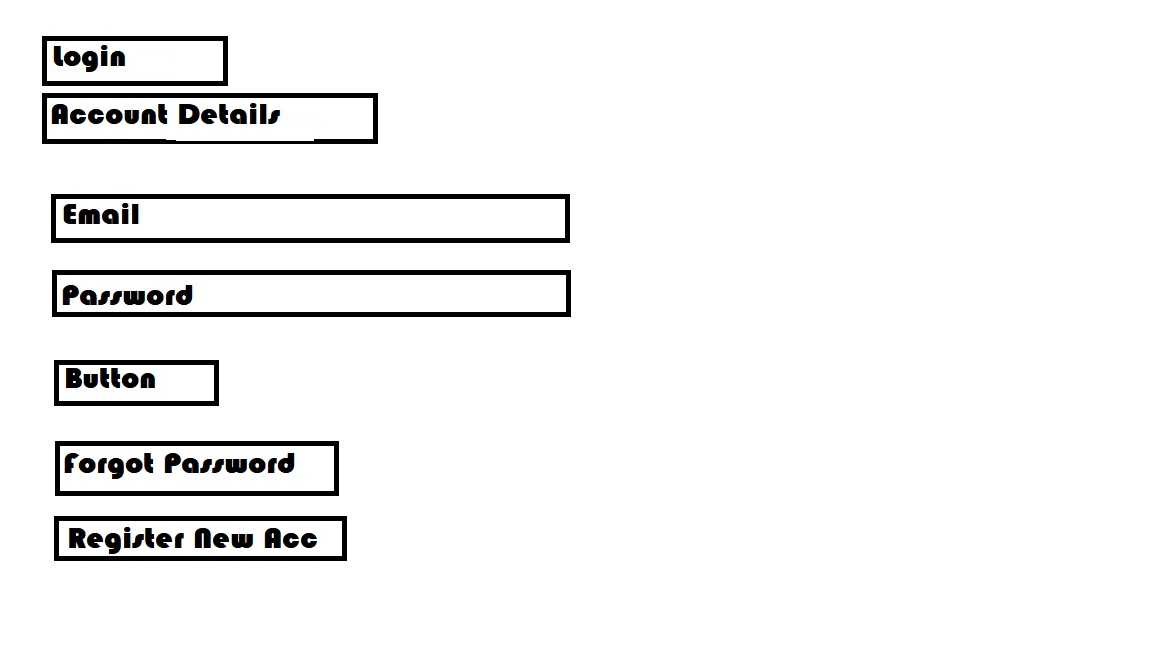 Login
Account Details
Email
Password
Button
Forgot Password
Register New Acc